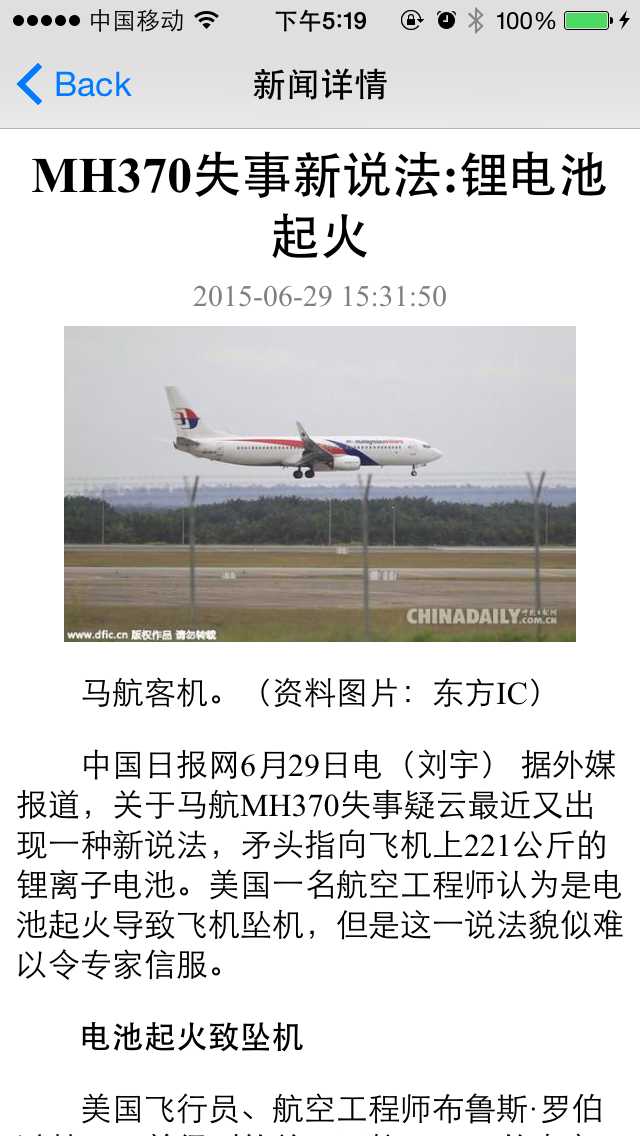 中国移动 下午5:19 100%
Back 新闻详情
MH370失事新说法:锂电池
起火
2015-06-29 15:31:50
malaysia
www.dfic.cn 版权作品 请勿转载
CHINADAILY .COM.CN
马航客机。（资料图片：东方IC）
中国日报网6月29日电（刘宇） 据外媒
报道，关于马航MH370失事疑云最近又出
现一种新说法，矛头指向飞机上221公斤的
锂离子电池。美国一名航空工程师认为是电
池起火导致飞机坠机，但是这一说法貌似难
以令专家信服。
电池起火致坠机
美国飞行员、航空工程师布鲁斯·罗伯